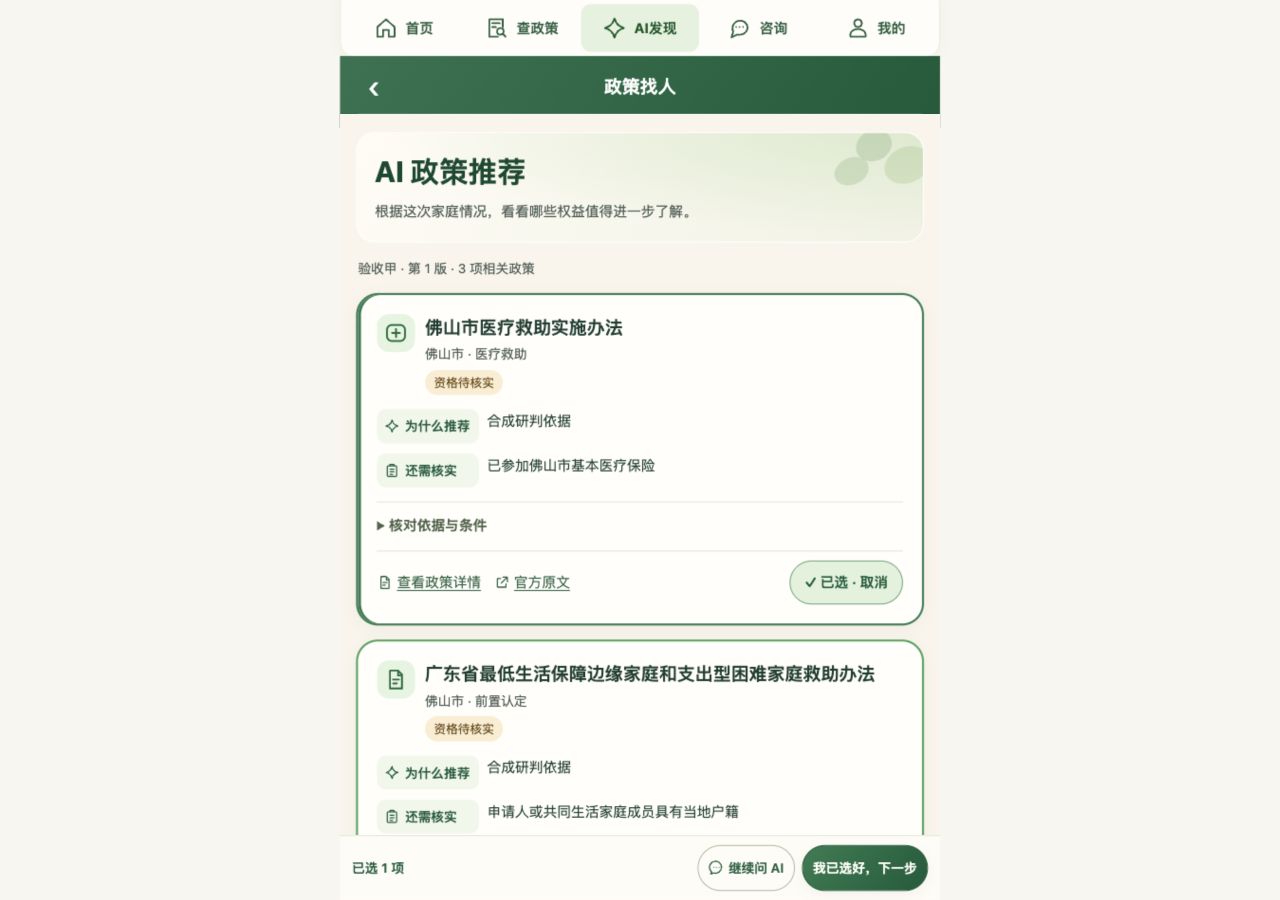 首页
查政策
AI发现
咨询
我的
政策找人
AI 政策推荐
根据这次家庭情况，看看哪些权益值得进一步了解。
验收甲 · 第 1 版 · 3 项相关政策
佛山市医疗救助实施办法
佛山市 · 医疗救助
资格待核实
为什么推荐 合成研判依据
还需核实 已参加佛山市基本医疗保险
核对依据与条件
查看政策详情 官方原文 已选 · 取消
广东省最低生活保障边缘家庭和支出型困难家庭救助办法
佛山市 · 前置认定
资格待核实
为什么推荐 合成研判依据
还需核实 申请人或共同生活家庭成员具有当地户籍
已选 1 项 继续问 AI 我已选好，下一步